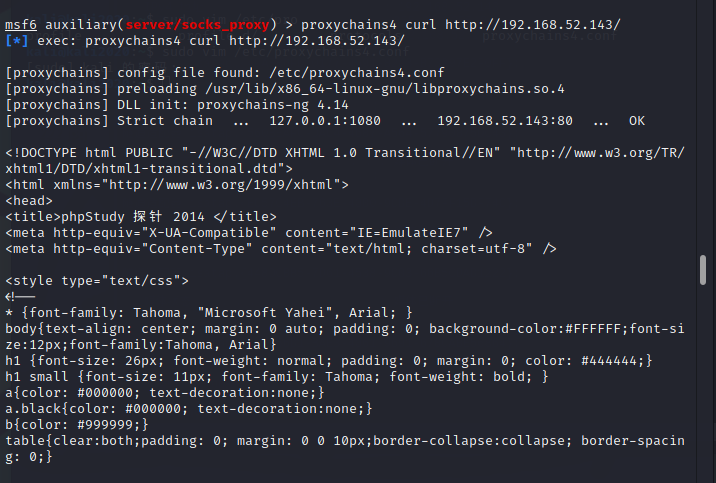 msf6 auxiliary(server/socks_proxy) > proxychains4 curl http://192.168.52.143/
[*] exec: proxychains4 curl http://192.168.52.143/
[proxychains] config file found: /etc/proxychains4.conf
[proxychains] preloading /usr/lib/x86_64-linux-gnu/libproxychains.so.4
[proxychains] DLL init: proxychains-ng 4.14
[proxychains] Strict chain  ...  127.0.0.1:1080  ...  192.168.52.143:80  ...  OK
<!DOCTYPE html PUBLIC "-//W3C//DTD XHTML 1.0 Transitional//EN" "http://www.w3.org/TR/
xhtml1/DTD/xhtml1-transitional.dtd">
<html xmlns="http://www.w3.org/1999/xhtml">
<head>
<title>phpStudy 探针 2014 </title>
<meta http-equiv="X-UA-Compatible" content="IE=EmulateIE7" />
<meta http-equiv="Content-Type" content="text/html; charset=utf-8" />
<style type="text/css">
<!--
* {font-family: Tahoma, "Microsoft Yahei", Arial; }
body{text-align: center; margin: 0 auto; padding: 0; background-color:#FFFFFF;font-si
ze:12px;font-family:Tahoma, Arial}
h1 {font-size: 26px; font-weight: normal; padding: 0; margin: 0; color: #444444;}
h1 small {font-size: 11px; font-family: Tahoma; font-weight: bold; }
a{color: #000000; text-decoration:none;}
a.black{color: #000000; text-decoration:none;}
b{color: #999999;}
table{clear:both;padding: 0; margin: 0 0 10px;border-collapse:collapse; border-spacin
g: 0;}